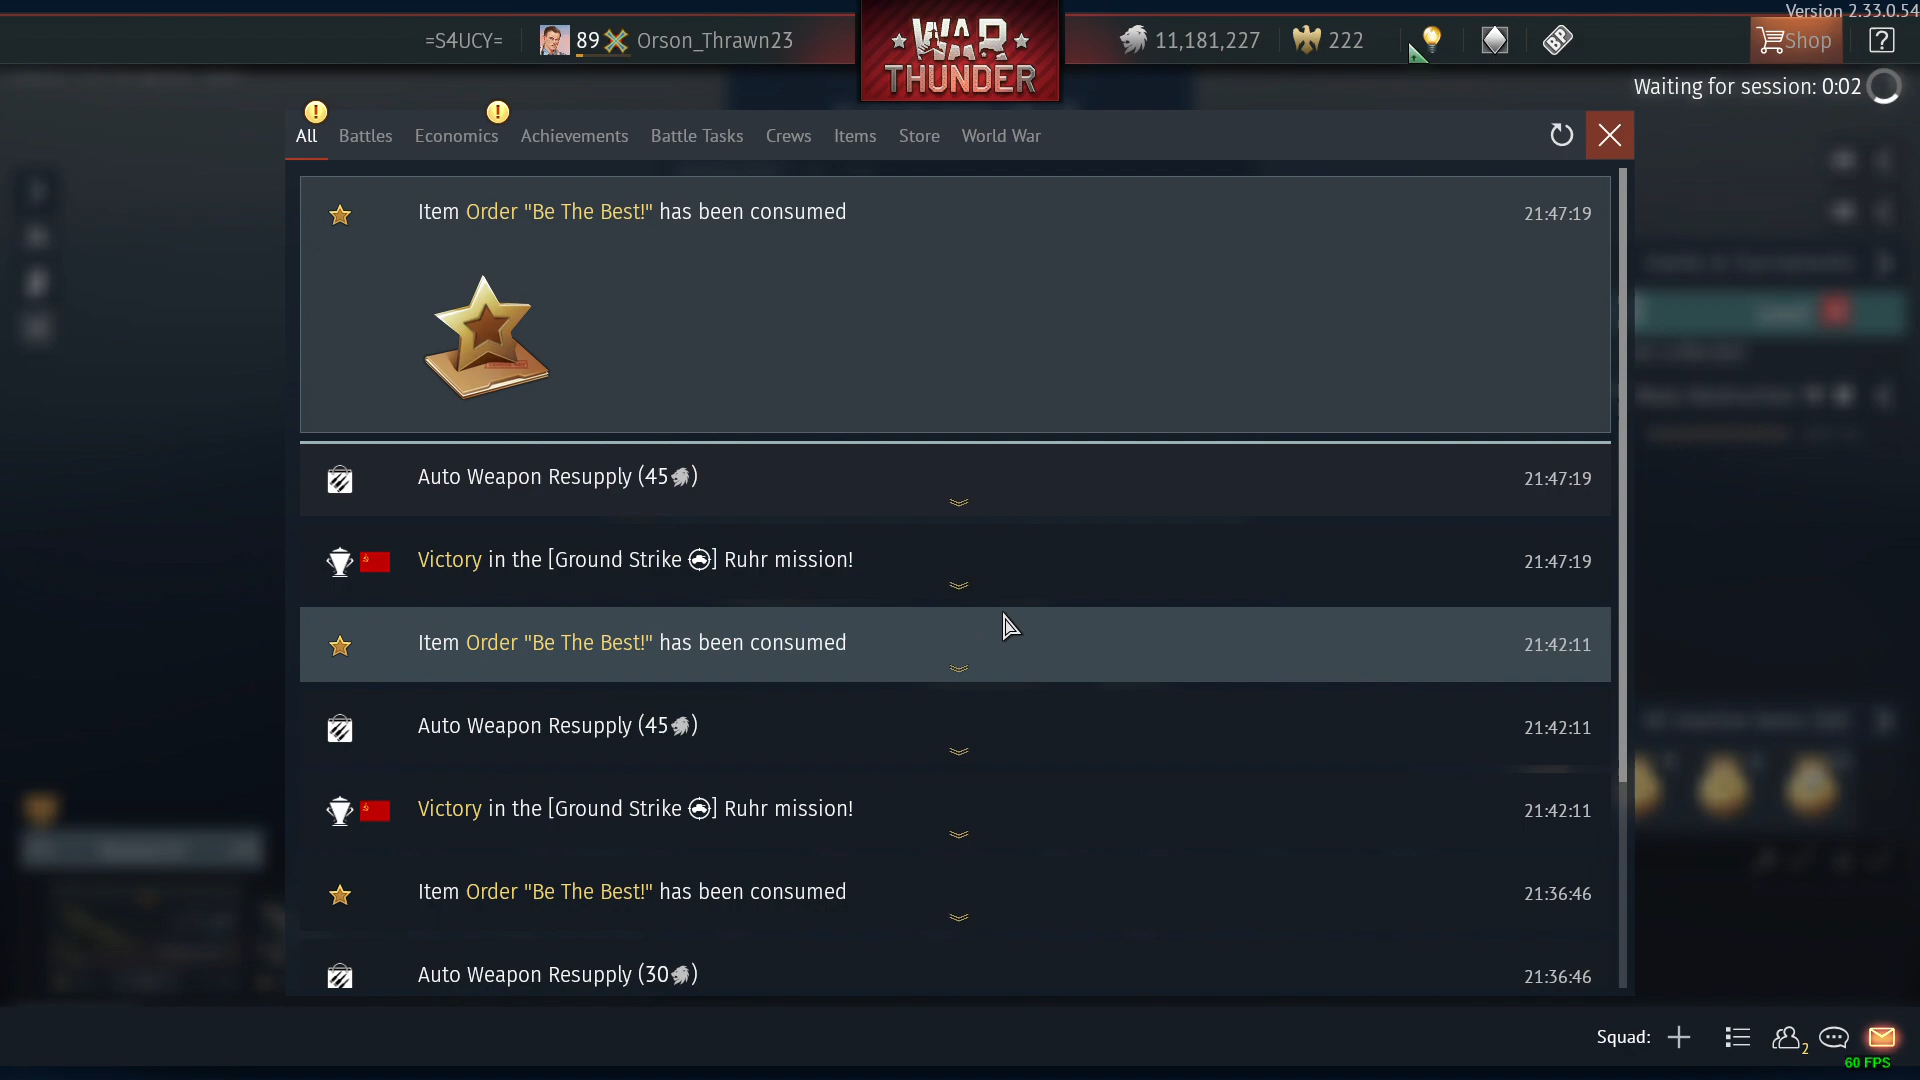 Version 2.33.0.54
=S4UCY=
89 Orson_Thrawn23
WAR THUNDER
11,181,227
222
BP
Shop
?
Waiting for session: 0:02
! !
All Battles Economics Achievements Battle Tasks Crews Items Store World War
Item Order "Be The Best!" has been consumed 21:47:19
Auto Weapon Resupply (45) 21:47:19
Victory in the [Ground Strike] Ruhr mission! 21:47:19
Item Order "Be The Best!" has been consumed 21:42:11
Auto Weapon Resupply (45) 21:42:11
Victory in the [Ground Strike] Ruhr mission! 21:42:11
Item Order "Be The Best!" has been consumed 21:36:46
Auto Weapon Resupply (30) 21:36:46
Squad: 2
60 FPS